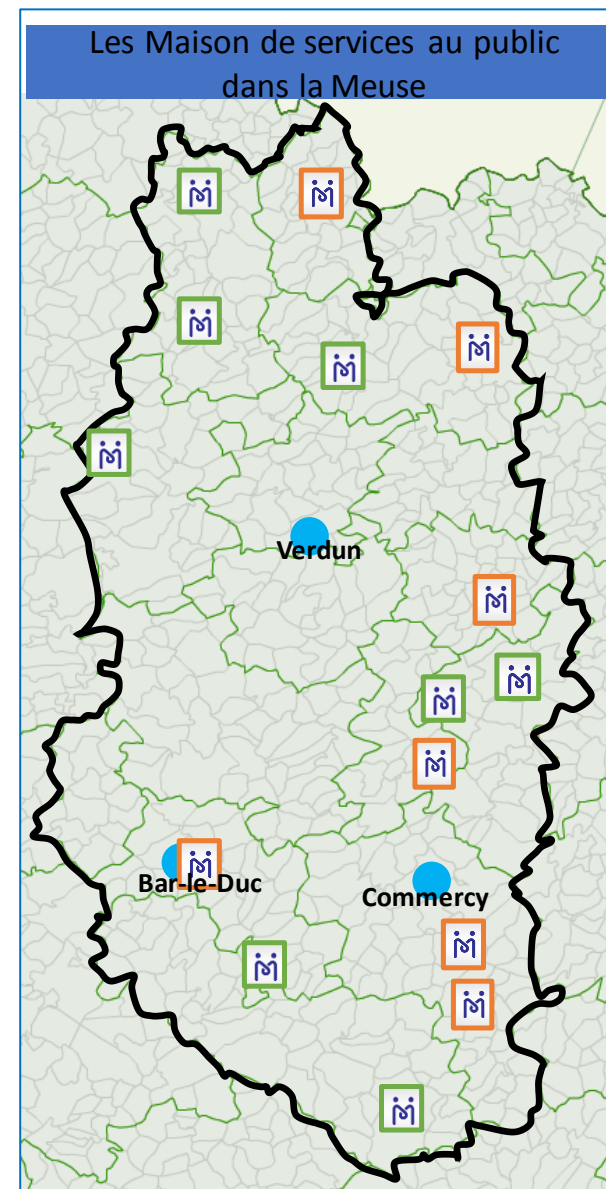 Les Maison de services au public
dans la Meuse
Verdun
Bar-le-Duc
Commercy